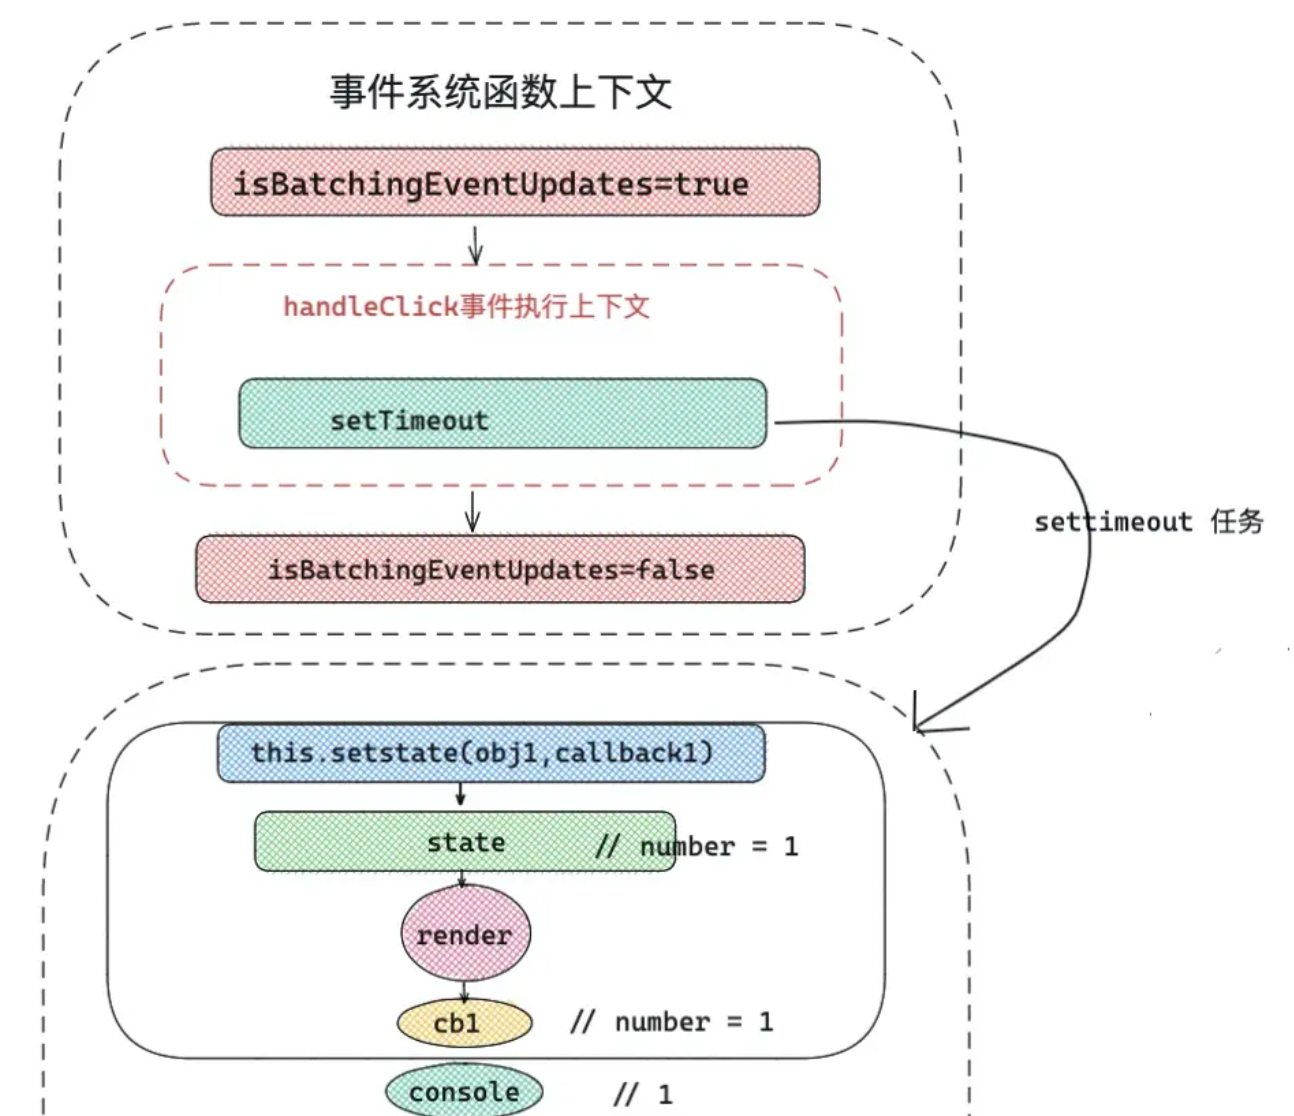 事件系统函数上下文
isBatchingEventUpdates=true
handleClick事件执行上下文
setTimeout
settimeout 任务
isBatchingEventUpdates=false
this.setstate(obj1,callback1)
state // number = 1
render
cb1 // number = 1
console // 1